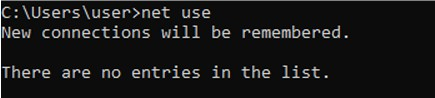 C:\Users\user>net use
New connections will be remembered.
There are no entries in the list.